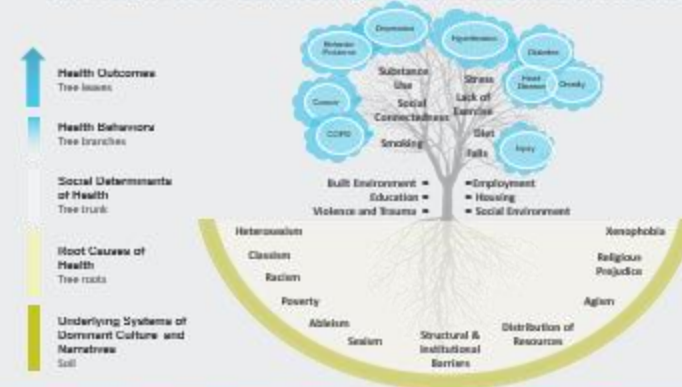 Health Outcomes
Tree leaves
Health Behaviors
Tree branches
Social Determinants
of Health
Tree trunk
Root Causes of
Health
Tree roots
Underlying Systems of
Dominant Culture and
Narratives
Soil
Depression
Hypertension
Behavior
Problems
Diabetes
Heart
Disease
Obesity
Cancer
COPD
Injury
Substance
Use
Social
Connectedness
Smoking
Stress
Lack of
Exercise
Diet
Falls
Built Environment
Education
Violence and Trauma
Employment
Housing
Social Environment
Heterosexism
Classism
Racism
Poverty
Ableism
Sexism
Structural &
Institutional
Barriers
Distribution of
Resources
Agism
Religious
Prejudice
Xenophobia